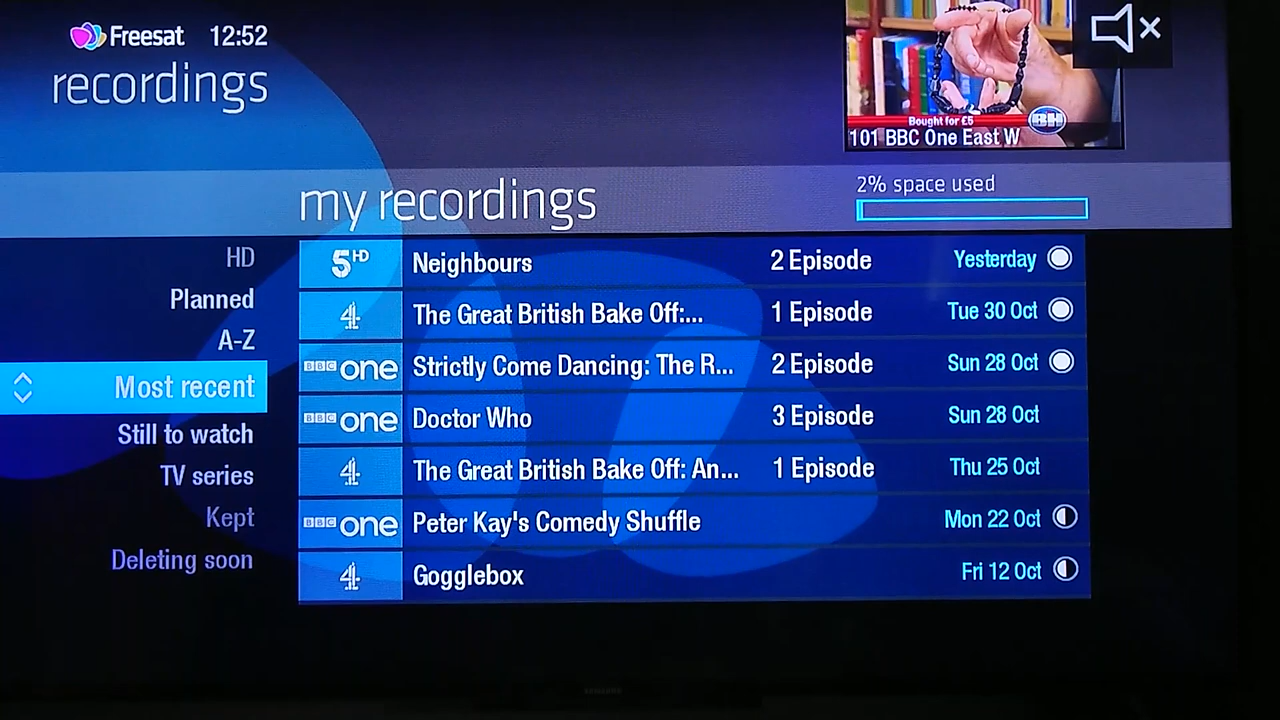 Freesat 12:52
recordings
Bought for £5 BH
101 BBC One East W
my recordings
2% space used
HD
Planned
A-Z
Most recent
Still to watch
TV series
Kept
Deleting soon
5HD Neighbours 2 Episode Yesterday
4 The Great British Bake Off:... 1 Episode Tue 30 Oct
BBC one Strictly Come Dancing: The R... 2 Episode Sun 28 Oct
BBC one Doctor Who 3 Episode Sun 28 Oct
4 The Great British Bake Off: An... 1 Episode Thu 25 Oct
BBC one Peter Kay's Comedy Shuffle Mon 22 Oct
4 Gogglebox Fri 12 Oct
SAMSUNG